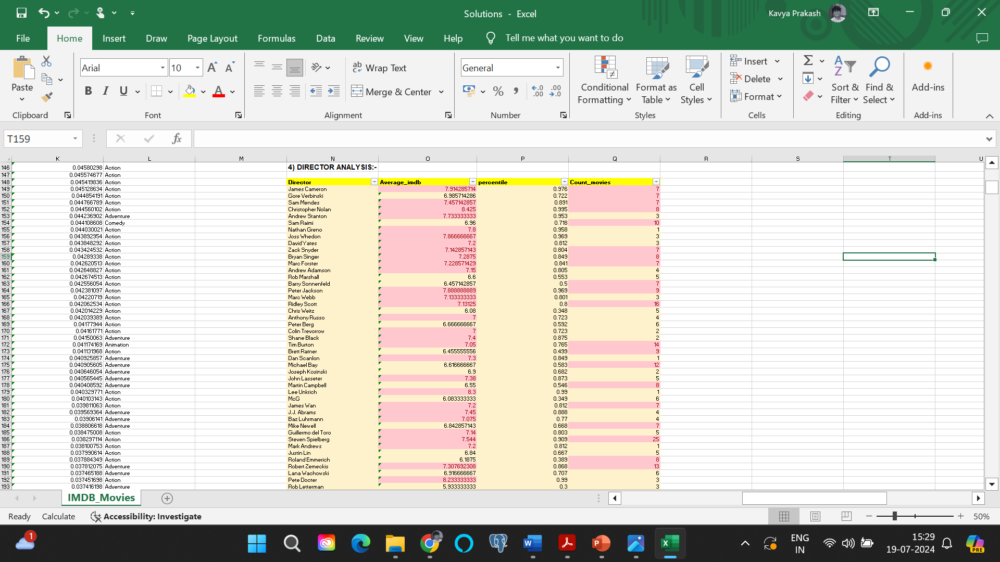 Solutions - Excel
Kavya Prakash
File Home Insert Draw Page Layout Formulas Data Review View Help Tell me what you want to do
Paste
Clipboard
Arial 10
B I U
Font
Wrap Text
Merge & Center
Alignment
General
Number
Conditional Formatting
Format as Table
Cell Styles
Styles
Insert
Delete
Format
Cells
Sort & Filter
Find & Select
Editing
Add-ins
Add-ins
T159
fx
K L M N O P Q R S T U
146 0.04580298 Action 4) DIRECTOR ANALYSIS:-
147 0.045574677 Action
148 0.045419836 Action Director Average_imdb percentile Count_movies
149 0.045128634 Action James Cameron 7.914285714 0.976 7
150 0.044854191 Action Gore Verbinski 6.985714286 0.722 7
151 0.044766789 Action Sam Mendes 7.457142857 0.891 7
152 0.044560102 Action Christopher Nolan 8.425 0.995 8
153 0.044236902 Adventure Andrew Stanton 7.733333333 0.953 3
154 0.044108608 Comedy Sam Raimi 6.96 0.718 10
155 0.044030021 Action Nathan Greno 7.8 0.958 1
156 0.043892954 Action Joss Whedon 7.866666667 0.969 3
157 0.043848292 Action David Yates 7.2 0.812 3
158 0.043424532 Action Zack Snyder 7.142857143 0.804 7
159 0.04289338 Action Bryan Singer 7.2875 0.849 8
160 0.042620513 Action Marc Forster 7.228571429 0.841 7
161 0.042648827 Action Andrew Adamson 7.15 0.805 4
162 0.042674513 Action Rob Marshall 6.6 0.553 5
163 0.042556054 Action Barry Sonnenfeld 6.457142857 0.5 7
164 0.042381097 Action Peter Jackson 7.888888889 0.969 9
165 0.04220719 Action Marc Webb 7.133333333 0.801 3
166 0.042062534 Action Ridley Scott 7.13125 0.8 16
167 0.042014229 Action Chris Weitz 6.08 0.348 5
168 0.042039389 Action Anthony Russo 7 0.723 4
169 0.04177944 Action Peter Berg 6.666666667 0.592 6
170 0.04161771 Action Colin Trevorrow 7 0.723 2
171 0.04150063 Adventure Shane Black 7.4 0.875 2
172 0.041174169 Animation Tim Burton 7.05 0.765 14
173 0.041131968 Action Brett Ratner 6.455555556 0.499 9
174 0.040925857 Adventure Dan Scanlon 7.3 0.849 1
175 0.040905605 Adventure Michael Bay 6.616666667 0.583 12
176 0.040646054 Adventure Joseph Kosinski 6.9 0.682 2
177 0.040565445 Adventure John Lasseter 7.38 0.873 5
178 0.040408592 Adventure Martin Campbell 6.55 0.546 8
179 0.040329771 Action Lee Unkrich 8.3 0.99 1
180 0.040103143 Action McG 6.083333333 0.349 6
181 0.039811063 Action James Wan 7.2 0.812 7
182 0.039569364 Adventure J.J. Abrams 7.45 0.888 4
183 0.03906141 Adventure Baz Luhrmann 7.075 0.77 4
184 0.038806618 Adventure Mike Newell 6.842857143 0.668 7
185 0.038475008 Action Guillermo del Toro 7.14 0.803 5
186 0.038297114 Action Steven Spielberg 7.544 0.909 25
187 0.038100753 Action Mark Andrews 7.2 0.812 1
188 0.037990614 Action Justin Lin 6.84 0.667 5
189 0.037884349 Action Roland Emmerich 6.1875 0.389 8
190 0.037812075 Adventure Robert Zemeckis 7.307692308 0.868 13
191 0.037465188 Adventure Lana Wachowski 6.916666667 0.707 6
192 0.037451698 Action Pete Docter 8.233333333 0.99 3
193 0.037416198 Adventure Rob Letterman 5.933333333 0.3 3
IMDB_Movies
Ready Calculate Accessibility: Investigate 50%
1
ENG
IN
15:29
19-07-2024
PRE